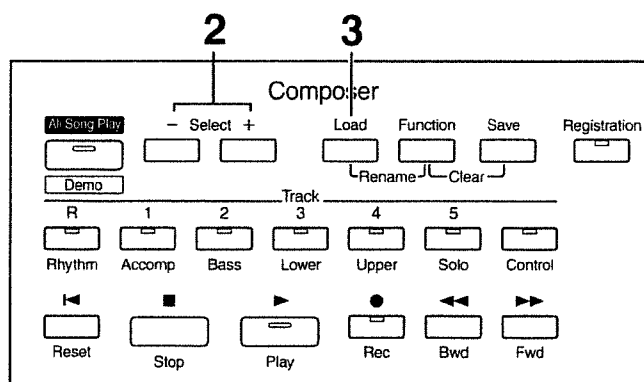 2 3
Composer
All Song Play − Select + Load Function Save Registration
Demo Rename Clear
Track
R 1 2 3 4 5
Rhythm Accomp Bass Lower Upper Solo Control
Reset Stop Play Rec Bwd Fwd